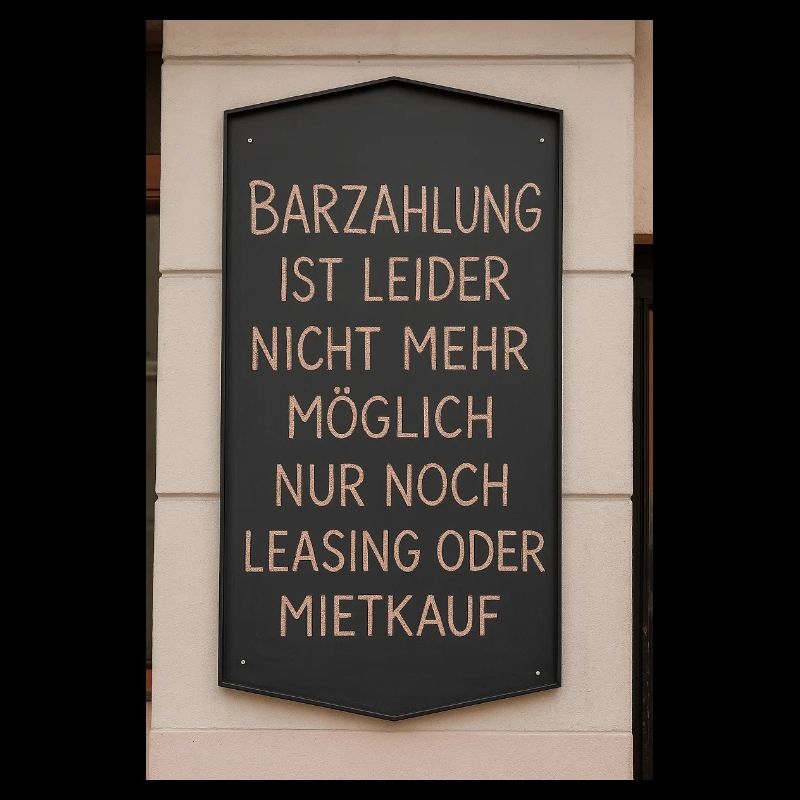 BARZAHLUNG
IST LEIDER
NICHT MEHR
MÖGLICH
NUR NOCH
LEASING ODER
MIETKAUF